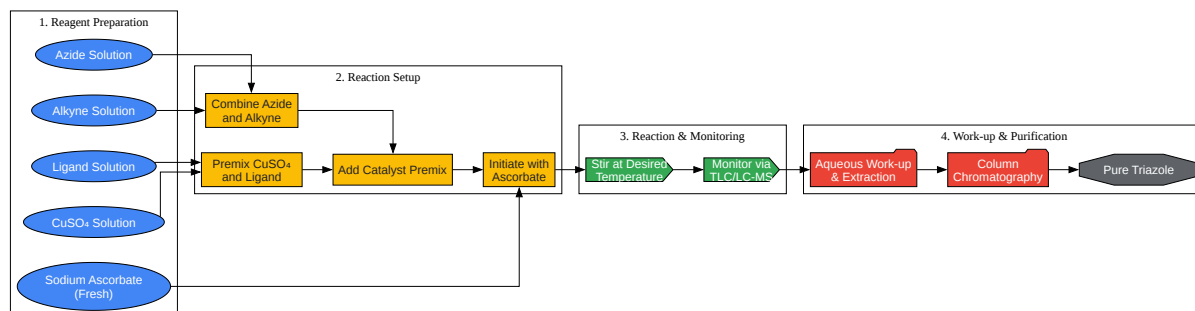 1. Reagent Preparation
Azide Solution
Alkyne Solution
Ligand Solution
CuSO₄ Solution
Sodium Ascorbate
(Fresh)
2. Reaction Setup
Combine Azide
and Alkyne
Premix CuSO₄
and Ligand
Add Catalyst Premix
Initiate with
Ascorbate
3. Reaction & Monitoring
Stir at Desired
Temperature
Monitor via
TLC/LC-MS
4. Work-up & Purification
Aqueous Work-up
& Extraction
Column
Chromatography
Pure Triazole